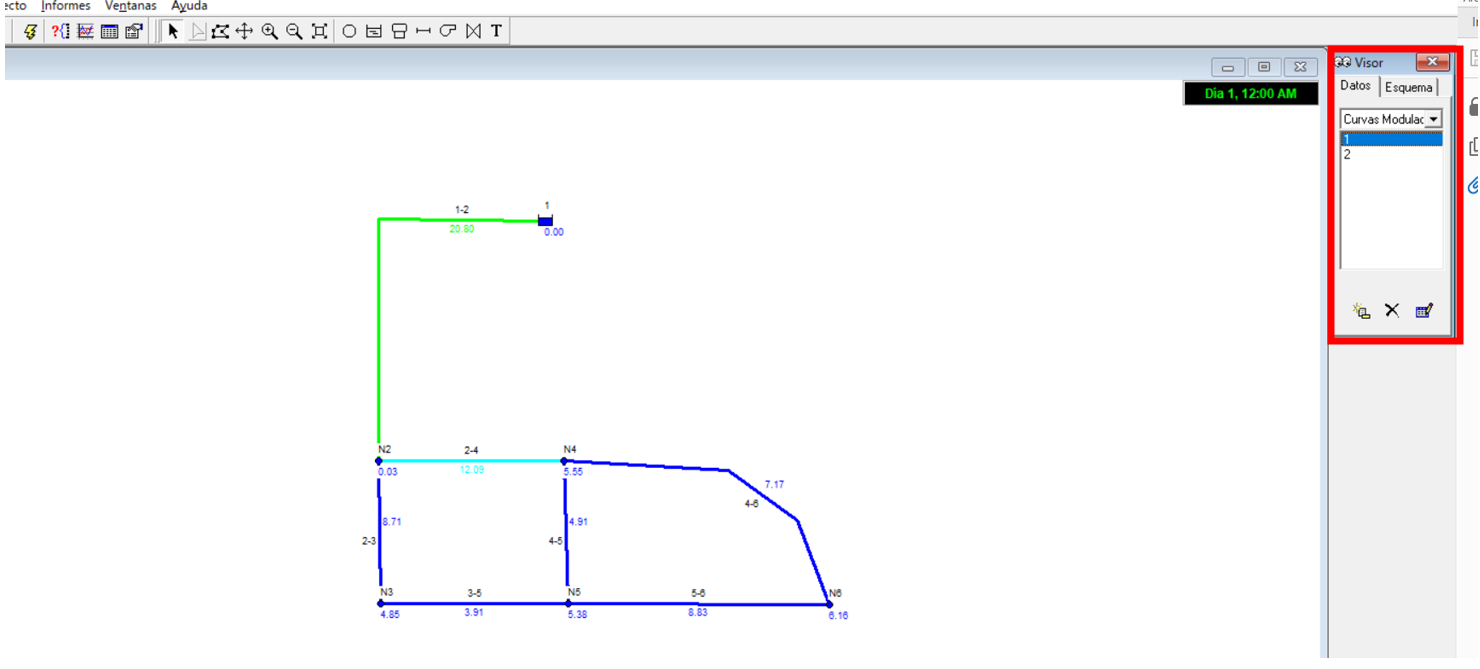 ecto Informes Ventanas Ayuda
T
Visor
Datos Esquema
Día 1, 12:00 AM
Curvas Modulac
1
2
1-2
1
20.80
0.00
N2
2-4
N4
0.03
12.09
5.55
7.17
4-6
8.71
4.91
2-3
4-5
N3
3-5
N5
5-6
N6
4.85
3.91
5.38
8.83
6.16